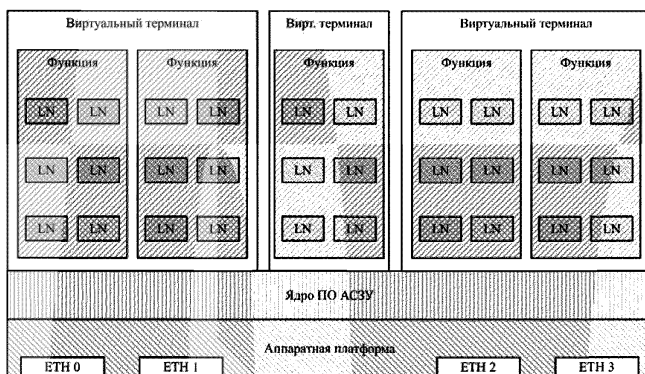 Виртуальный терминал Вирт. терминал Виртуальный терминал
Функция Функция Функция Функция Функция
LN LN LN LN LN LN LN LN LN LN
LN LN LN LN LN LN LN LN LN LN
LN LN LN LN LN LN LN LN LN LN
Ядро ПО АСЗУ
Аппаратная платформа
ETH 0 ETH 1 ETH 2 ETH 3